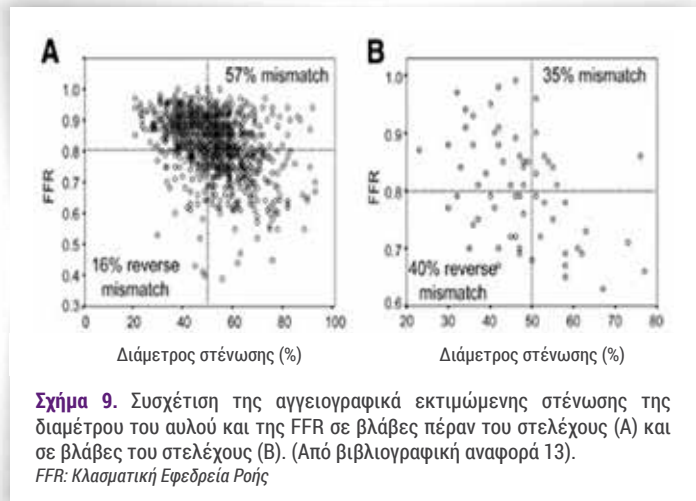 A
57% mismatch
1.0
0.9
0.8
0.7
0.6
0.5
0.4
0.3
FFR
16% reverse
mismatch
0 20 40 60 80 100
Διάμετρος στένωσης (%)
B
35% mismatch
1.0
0.9
0.8
0.7
0.6
FFR
40% reverse
mismatch
20 30 40 50 60 70 80
Διάμετρος στένωσης (%)
Σχήμα 9. Συσχέτιση της αγγειογραφικά εκτιμώμενης στένωσης της
διαμέτρου του αυλού και της FFR σε βλάβες πέραν του στελέχους (A) και
σε βλάβες του στελέχους (B). (Από βιβλιογραφική αναφορά 13).
FFR: Κλασματική Εφεδρεία Ροής